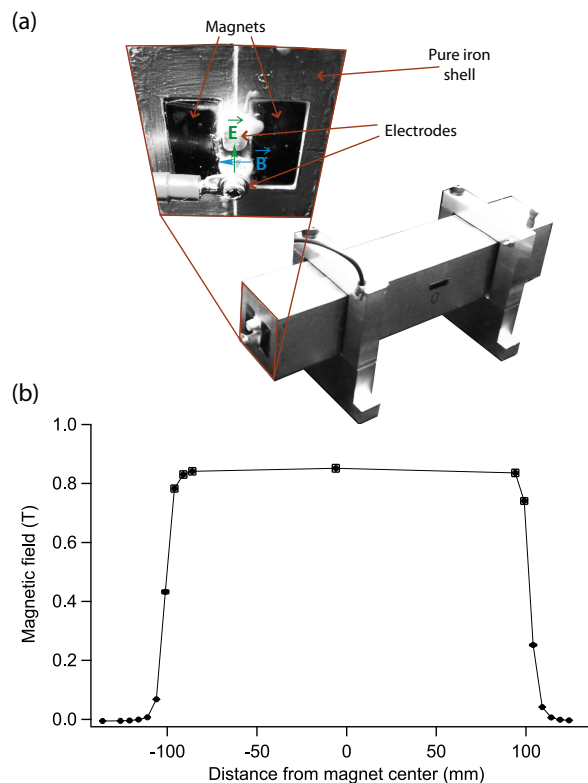 (a)
Magnets
Pure iron
shell
Electrodes
E
B
(b)
1.0
0.8
0.6
0.4
0.2
0.0
Magnetic field (T)
-100
-50
0
50
100
Distance from magnet center (mm)